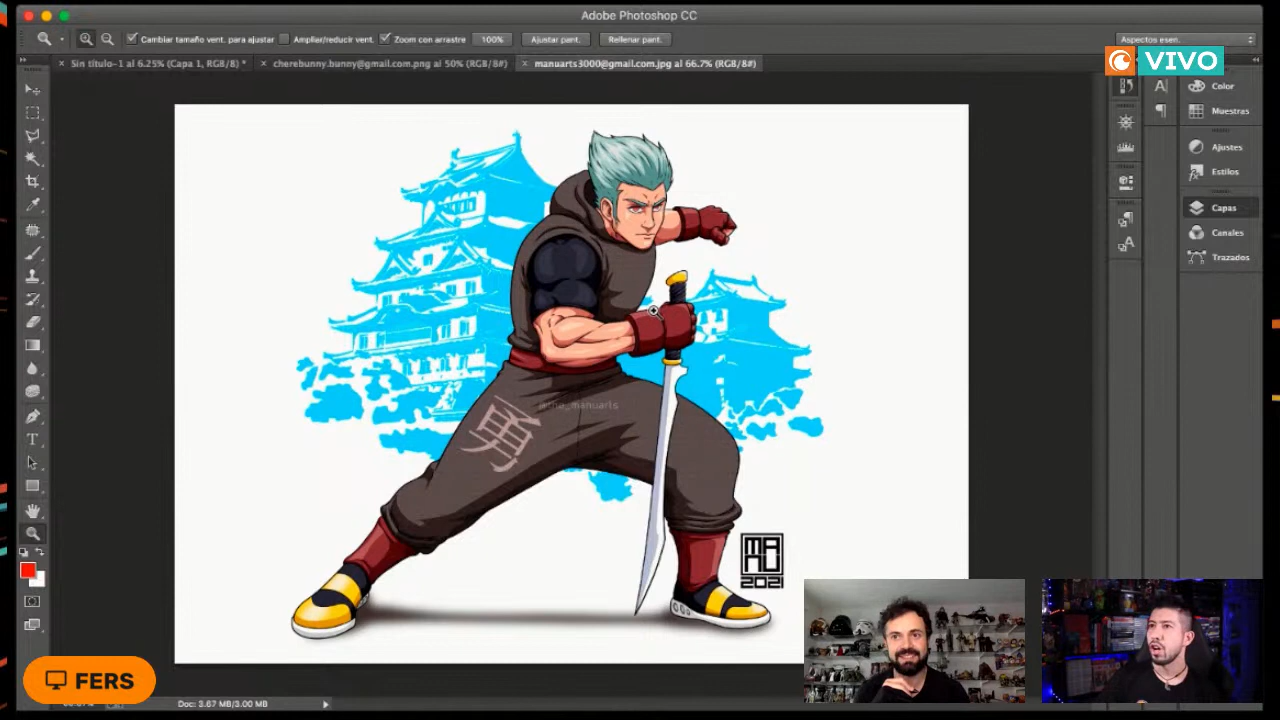 Adobe Photoshop CC
Cambiar tamaño vent. para ajustar Ampliar/reducir vent. Zoom con arrastre 100% Ajustar pant. Rellenar pant. Aspectos esen.
VIVO
Sin título-1 al 6.25% (Capa 1, RGB/8) * cherebunny.bunny@gmail.com.png al 50% (RGB/8#) manuarts3000@gmail.com.jpg al 66.7% (RGB/8#)
Color
Muestras
Ajustes
Estilos
Capas
Canales
Trazados
勇
MANU
2021
FERS
Doc: 3.67 MB/3.00 MB